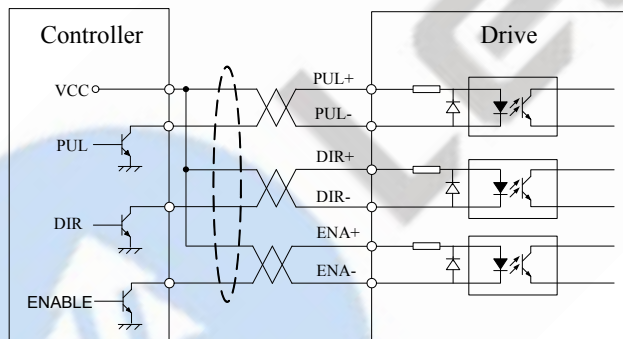 Controller
Drive
VCC
PUL+
PUL-
PUL
DIR+
DIR-
DIR
ENA+
ENA-
ENABLE